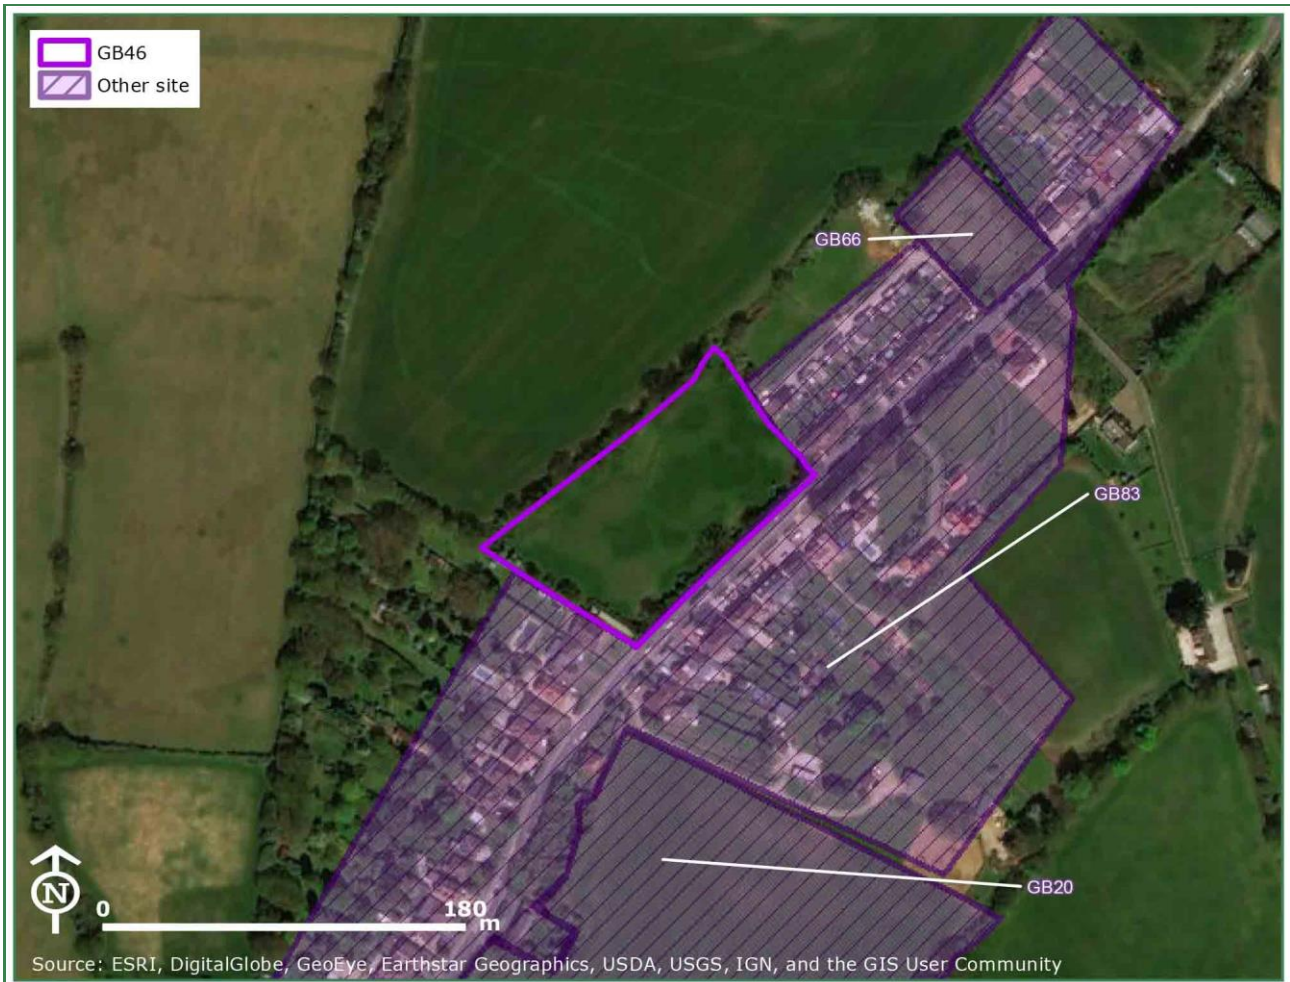 GB46
Other site
GB66
GB83
GB20
N
0 180 m
Source: ESRI, DigitalGlobe, GeoEye, Earthstar Geographics, USDA, USGS, IGN, and the GIS User Community